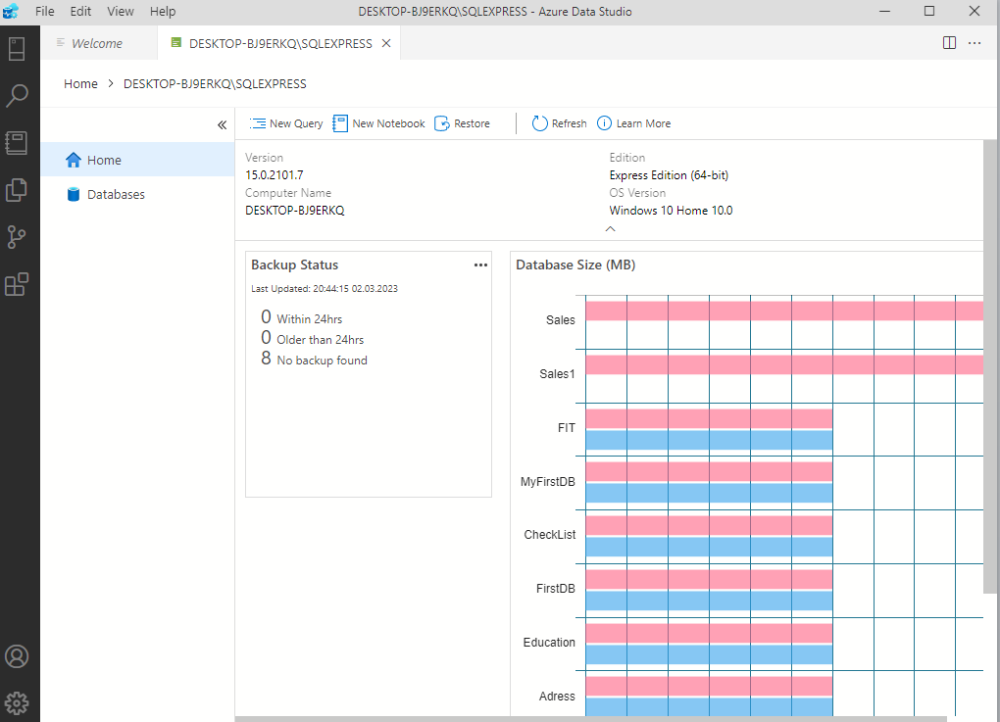 File Edit View Help DESKTOP-BJ9ERKQ\SQLEXPRESS - Azure Data Studio
Welcome DESKTOP-BJ9ERKQ\SQLEXPRESS
Home > DESKTOP-BJ9ERKQ\SQLEXPRESS
New Query New Notebook Restore Refresh Learn More
Home
Databases
Version
15.0.2101.7
Computer Name
DESKTOP-BJ9ERKQ
Edition
Express Edition (64-bit)
OS Version
Windows 10 Home 10.0
Backup Status
Last Updated: 20:44:15 02.03.2023
0 Within 24hrs
0 Older than 24hrs
8 No backup found
Database Size (MB)
Sales
Sales1
FIT
MyFirstDB
CheckList
FirstDB
Education
Adress